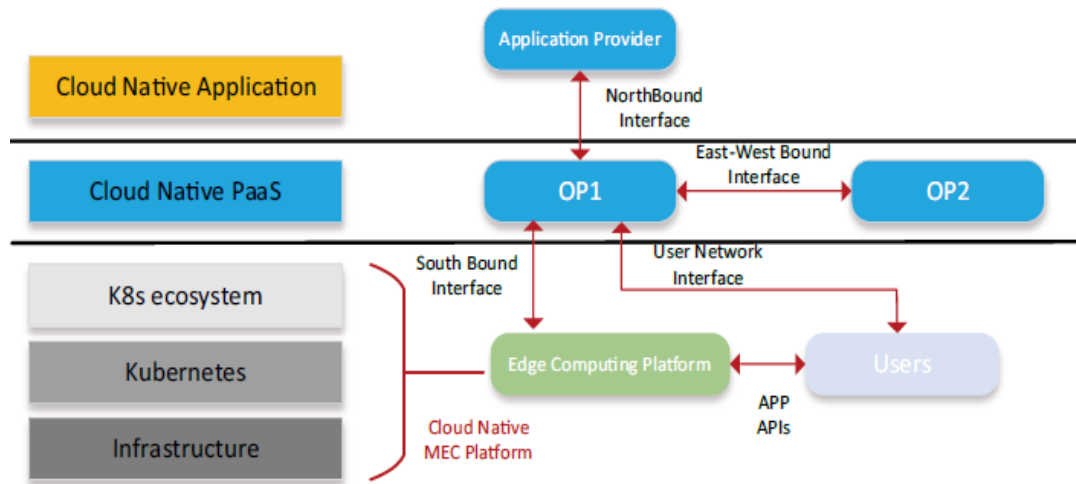 Application Provider
Cloud Native Application
NorthBound
Interface
East-West Bound
Interface
Cloud Native PaaS
OP1
OP2
South Bound
Interface
User Network
Interface
K8s ecosystem
Kubernetes
Edge Computing Platform
Users
APP
APIs
Cloud Native
MEC Platform
Infrastructure